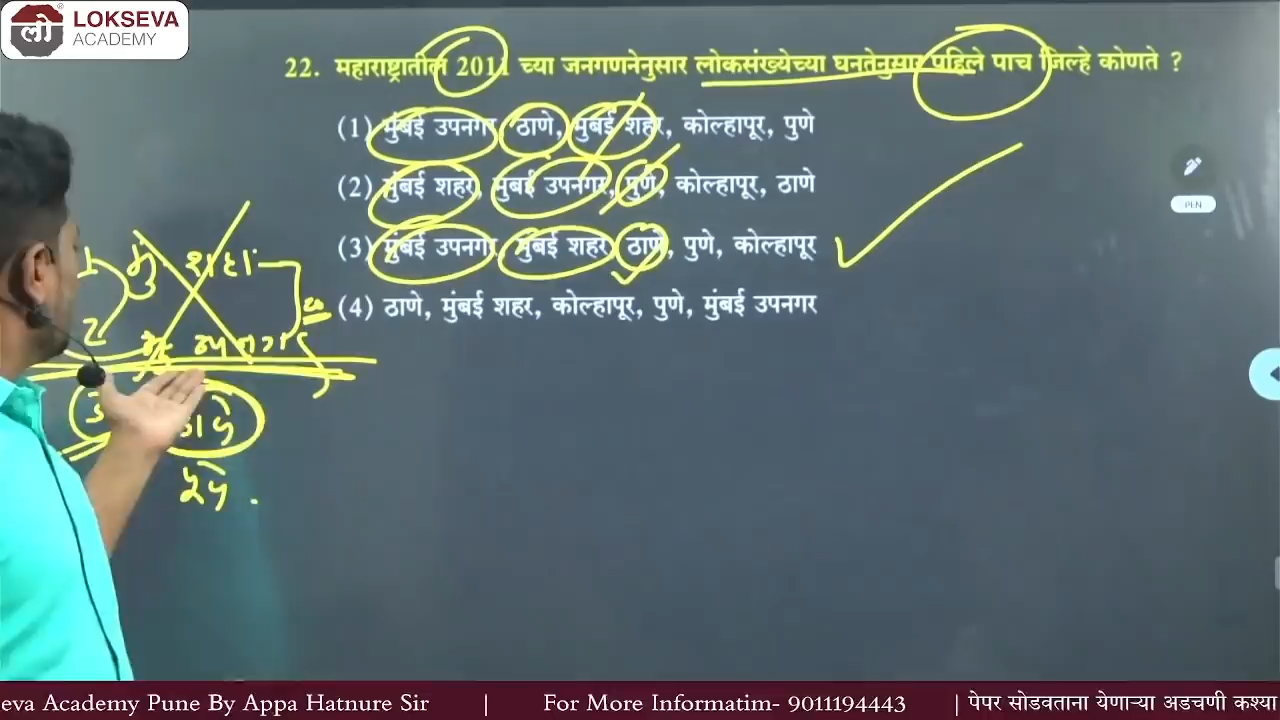 LOKSEVA
ACADEMY
22. महाराष्ट्रातील 2011 च्या जनगणनेनुसार लोकसंख्येच्या घनतेनुसार पहिले पाच जिल्हे कोणते ?
(1) मुंबई उपनगर, ठाणे, मुंबई शहर, कोल्हापूर, पुणे
(2) मुंबई शहर, मुंबई उपनगर, पुणे, कोल्हापूर, ठाणे
(3) मुंबई उपनगर, मुंबई शहर, ठाणे, पुणे, कोल्हापूर
(4) ठाणे, मुंबई शहर, कोल्हापूर, पुणे, मुंबई उपनगर
PEN
eva Academy Pune By Appa Hatnure Sir | For More Informatim- 9011194443 | पेपर सोडवताना येणाऱ्या अडचणी कश्या